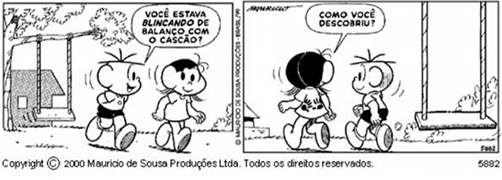 VOCÊ ESTAVA
BLINCANDO DE
BALANÇO COM
O CASCÃO?
© MAURICIO DE SOUSA PRODUÇÕES - BRASIL/99
MAURICIO
COMO VOCÊ
DESCOBRIU?
5882
Copyright © 2000 Mauricio de Sousa Produções Ltda. Todos os direitos reservados.
5882